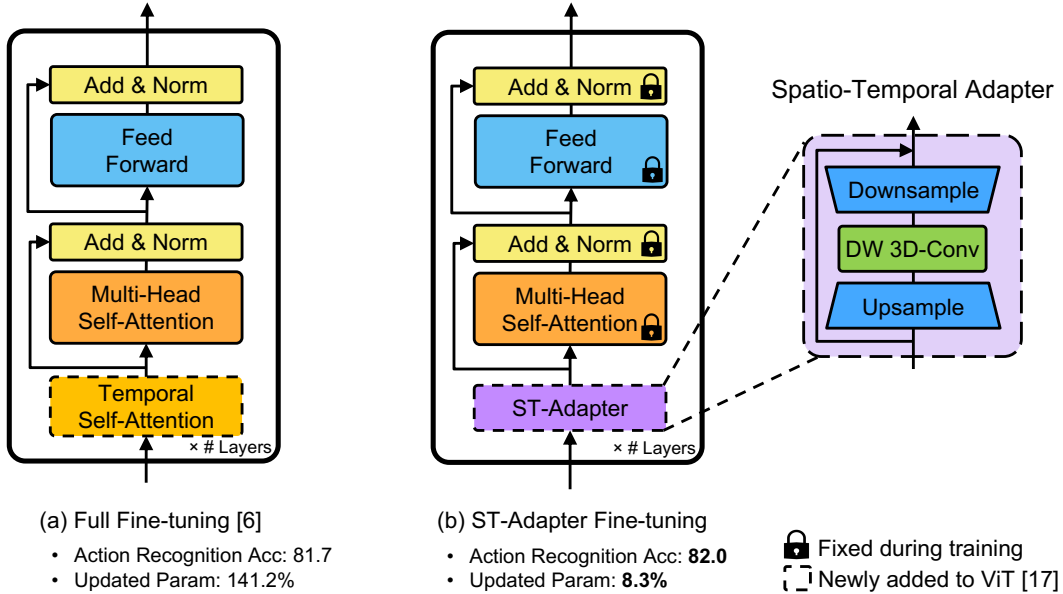 Add & Norm
Feed
Forward
Add & Norm
Multi-Head
Self-Attention
Temporal
Self-Attention
× # Layers
(a) Full Fine-tuning [6]
• Action Recognition Acc: 81.7
• Updated Param: 141.2%
Add & Norm
Feed
Forward
Add & Norm
Multi-Head
Self-Attention
ST-Adapter
× # Layers
(b) ST-Adapter Fine-tuning
• Action Recognition Acc: 82.0
• Updated Param: 8.3%
Spatio-Temporal Adapter
Downsample
DW 3D-Conv
Upsample
Fixed during training
Newly added to ViT [17]